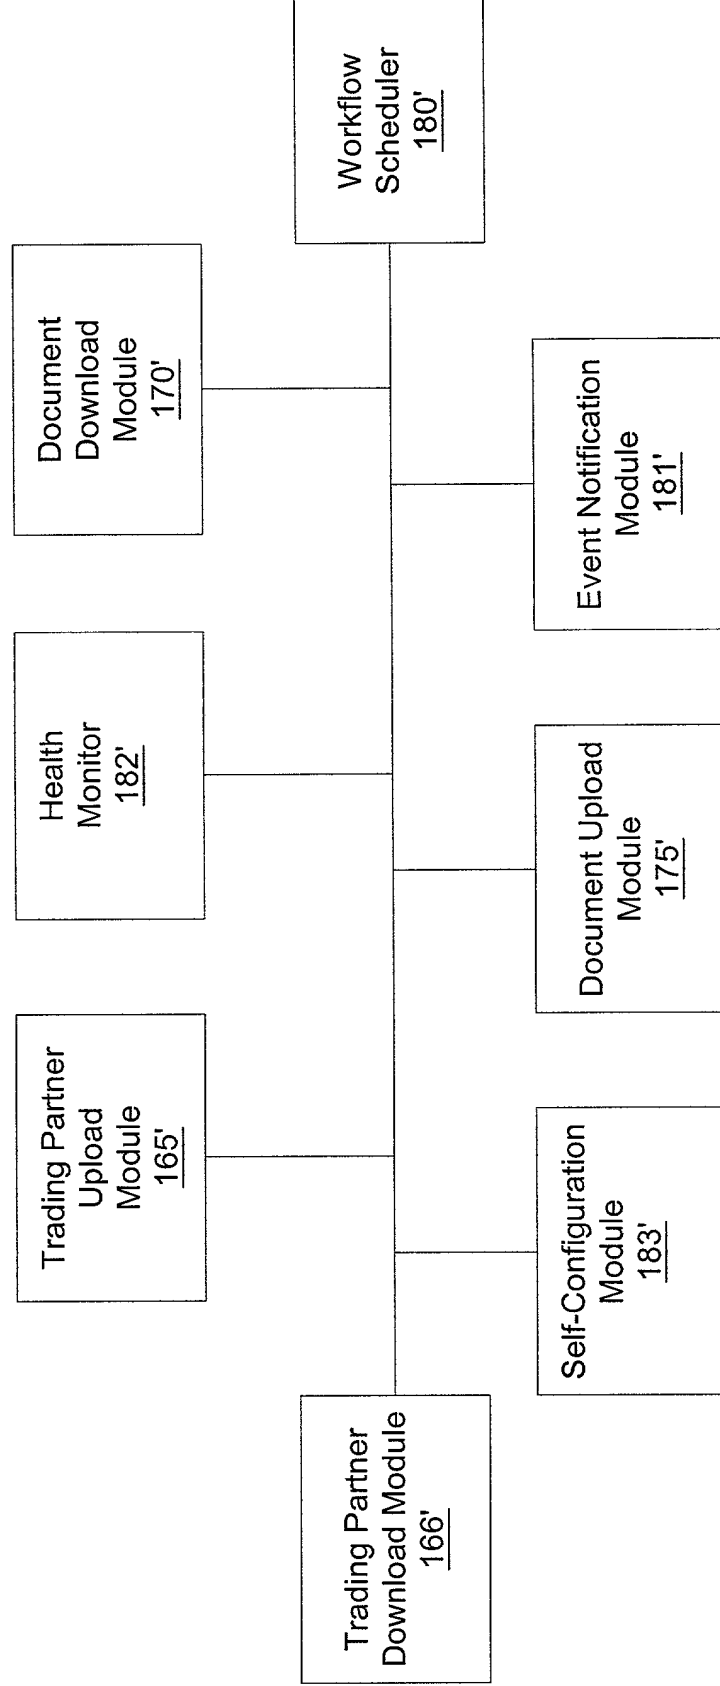 Trading Partner
Upload
Module
165'
Health
Monitor
182'
Document
Download
Module
170'
Trading Partner
Download Module
166'
Workflow
Scheduler
180'
Self-Configuration
Module
183'
Document Upload
Module
175'
Event Notification
Module
181'